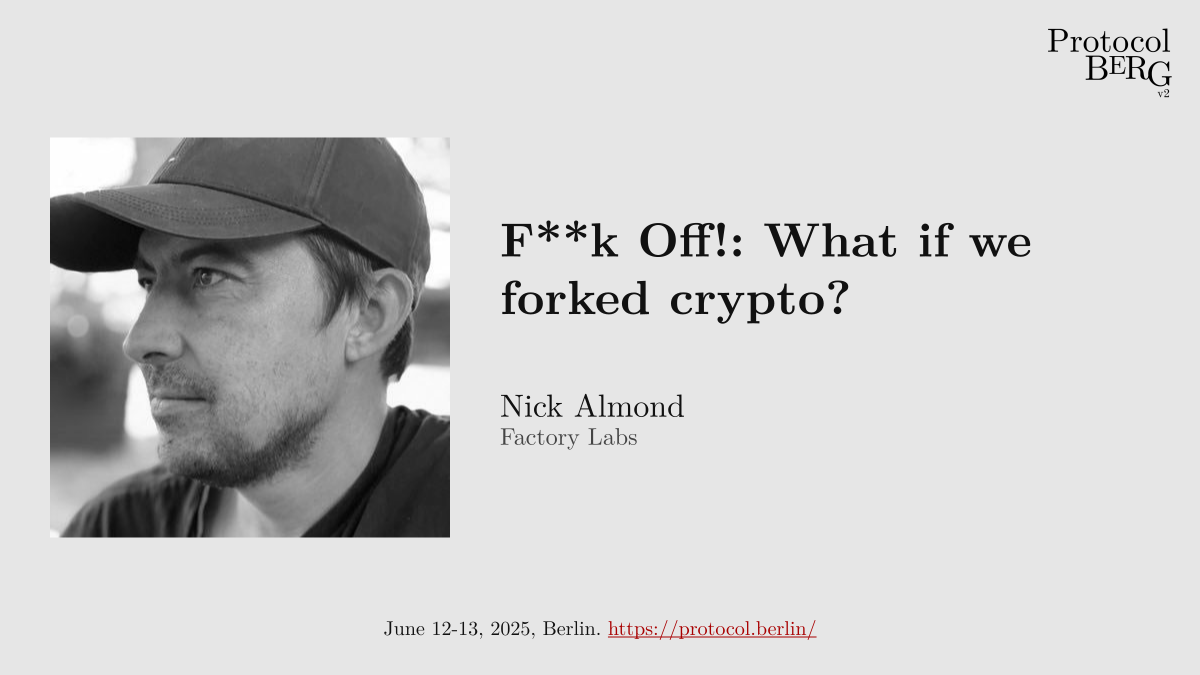 Protocol
BERG
v2
F**k Off!: What if we
forked crypto?
Nick Almond
Factory Labs
June 12-13, 2025, Berlin. https://protocol.berlin/